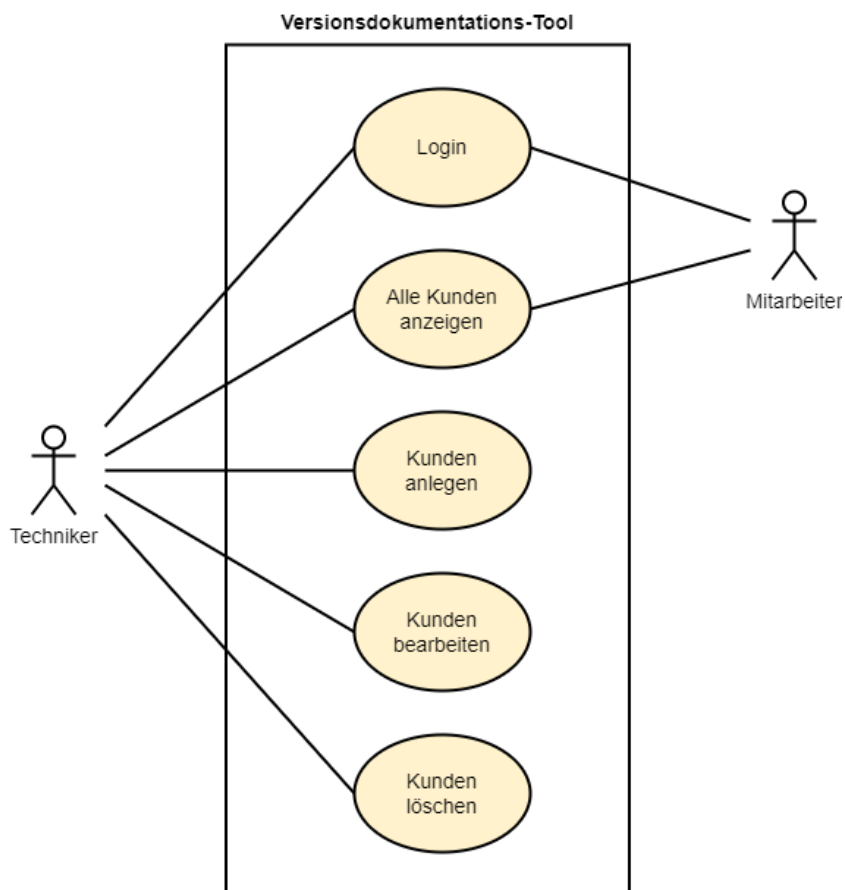 Versionsdokumentations-Tool
Login
Mitarbeiter
Alle Kunden
anzeigen
Kunden
anlegen
Techniker
Kunden
bearbeiten
Kunden
löschen